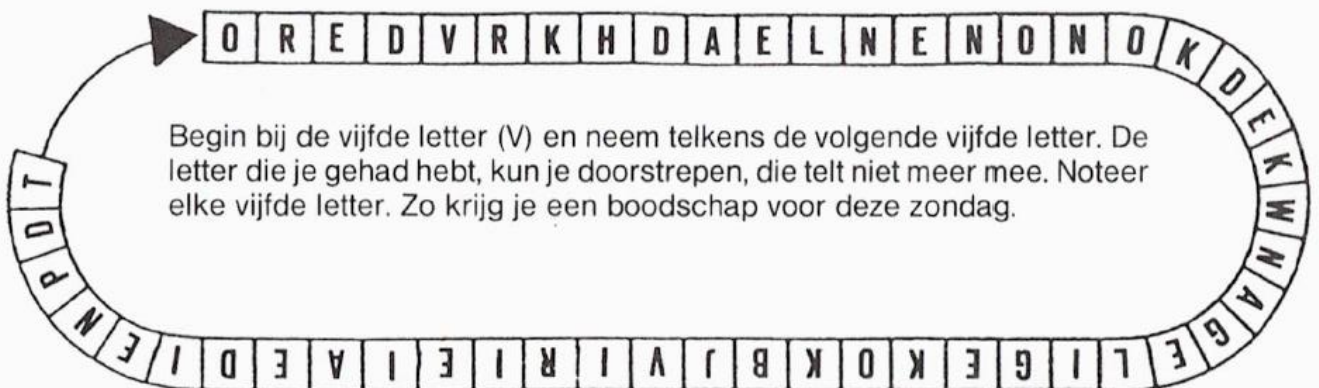 O R E D V R K H D A E L N E N O N O K D E K W N A G E L I G E K O K B J V I R I E I A E D I E N P D T
Begin bij de vijfde letter (V) en neem telkens de volgende vijfde letter. De
letter die je gehad hebt, kun je doorstrepen, die telt niet meer mee. Noteer
elke vijfde letter. Zo krijg je een boodschap voor deze zondag.